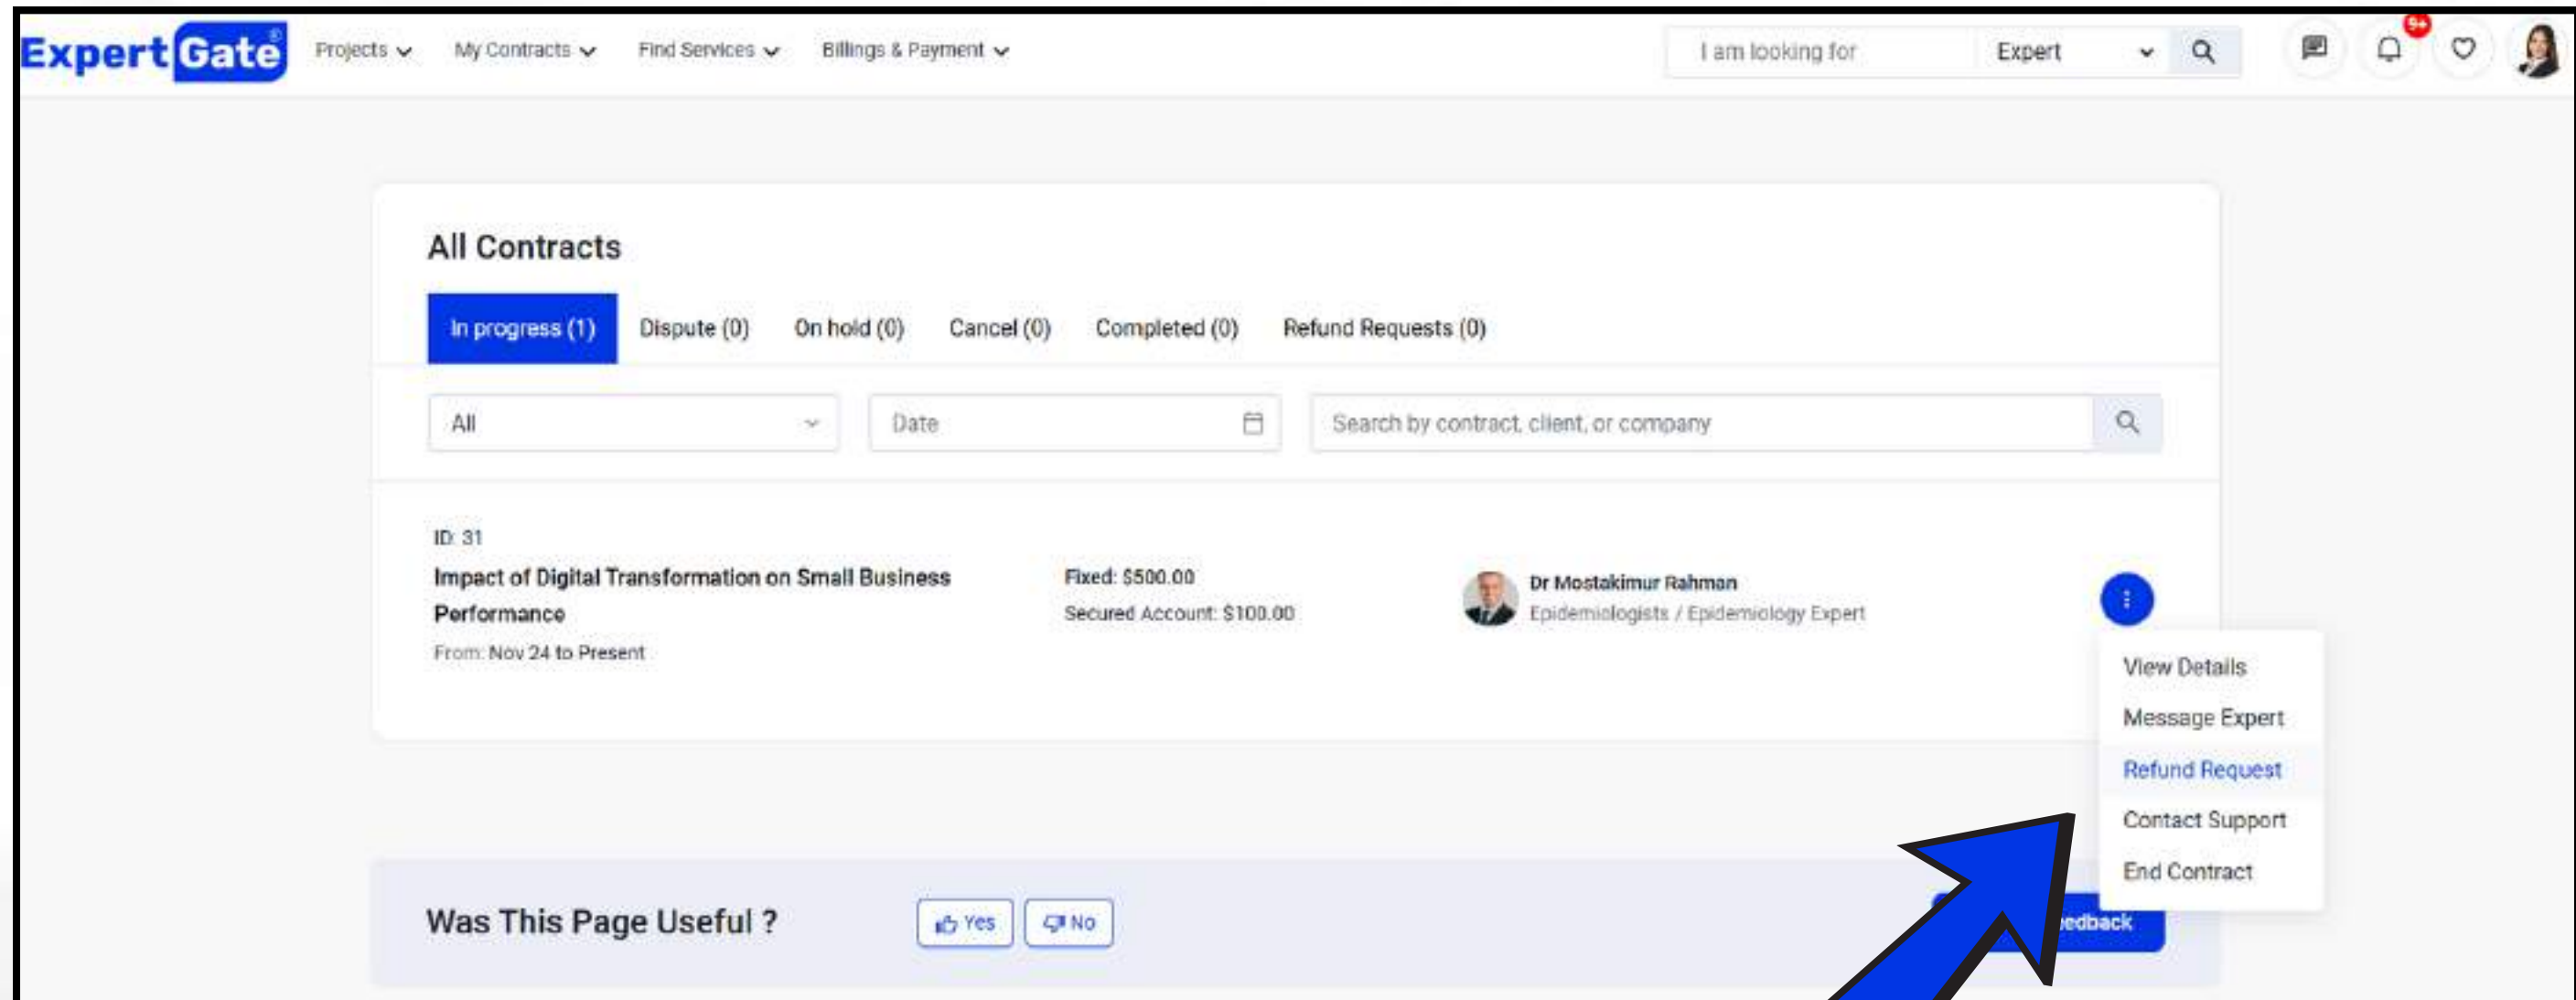 ExpertGate®
Projects My Contracts Find Services Billings & Payment I am looking for Expert 9+
All Contracts
In progress (1) Dispute (0) On hold (0) Cancel (0) Completed (0) Refund Requests (0)
All Date Search by contract, client, or company
ID: 31
Impact of Digital Transformation on Small Business
Performance
From: Nov 24 to Present
Fixed: $500.00
Secured Account: $100.00
Dr Mostakimur Rahman
Epidemiologists / Epidemiology Expert
View Details
Message Expert
Refund Request
Contact Support
End Contract
Was This Page Useful ? Yes No